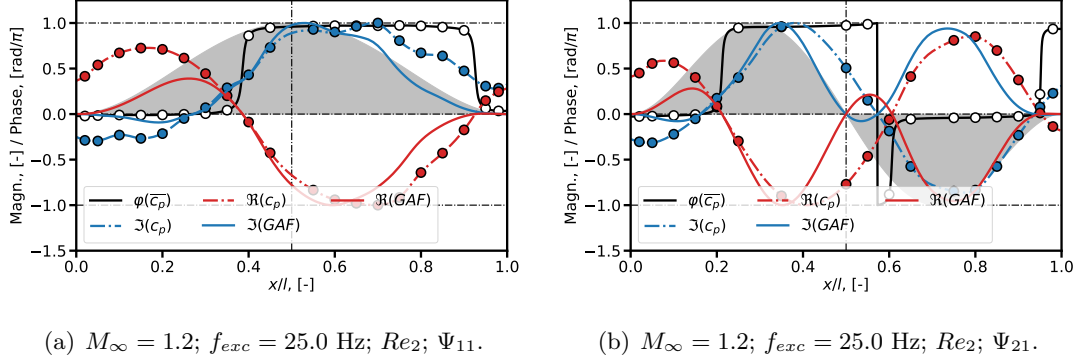 Magn., [-] / Phase, [rad/π]
1.0
0.5
0.0
−0.5
−1.0
−1.5
φ(c̅p̅) ℜ(cp) ℜ(GAF)
ℑ(cp) ℑ(GAF)
0.0 0.2 0.4 0.6 0.8 1.0
x/l, [-]
(a) M∞ = 1.2; fexc = 25.0 Hz; Re2; Ψ11.
Magn., [-] / Phase, [rad/π]
1.0
0.5
0.0
−0.5
−1.0
−1.5
φ(c̅p̅) ℜ(cp) ℜ(GAF)
ℑ(cp) ℑ(GAF)
0.0 0.2 0.4 0.6 0.8 1.0
x/l, [-]
(b) M∞ = 1.2; fexc = 25.0 Hz; Re2; Ψ21.